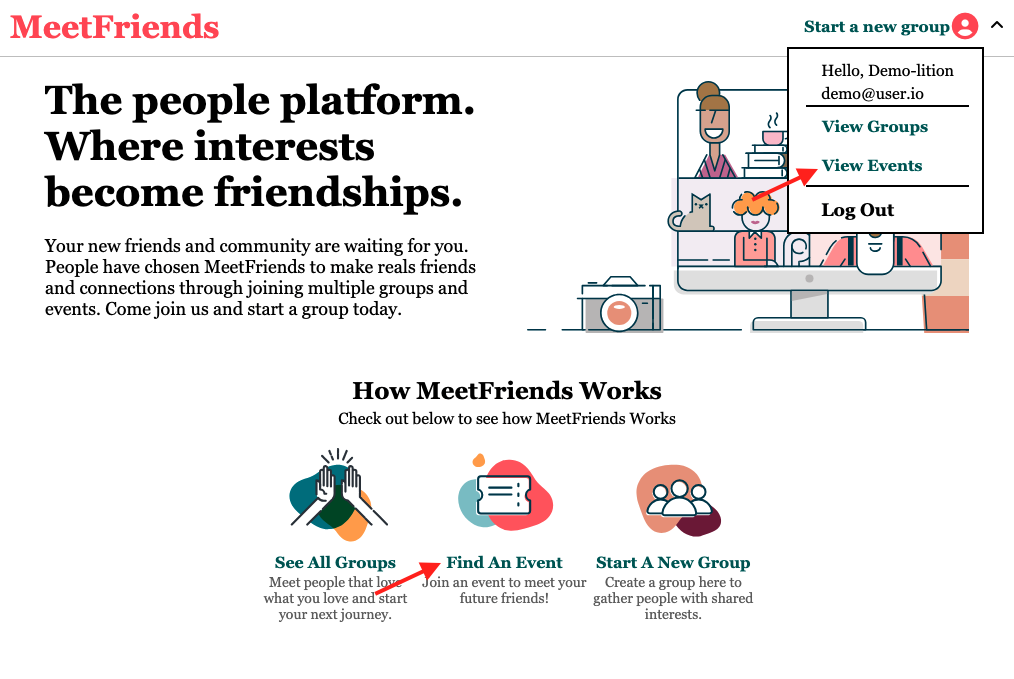 MeetFriends
Start a new group
Hello, Demo-lition
demo@user.io
View Groups
View Events
Log Out
The people platform.
Where interests
become friendships.
Your new friends and community are waiting for you.
People have chosen MeetFriends to make reals friends
and connections through joining multiple groups and
events. Come join us and start a group today.
How MeetFriends Works
Check out below to see how MeetFriends Works
See All Groups
Meet people that love
what you love and start
your next journey.
Find An Event
Join an event to meet your
future friends!
Start A New Group
Create a group here to
gather people with shared
interests.